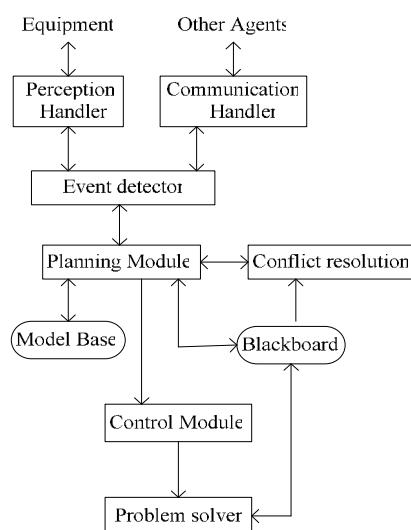 Equipment
Other Agents
Perception
Handler
Communication
Handler
Event detector
Planning Module
Conflict resolution
Model Base
Blackboard
Control Module
Problem solver